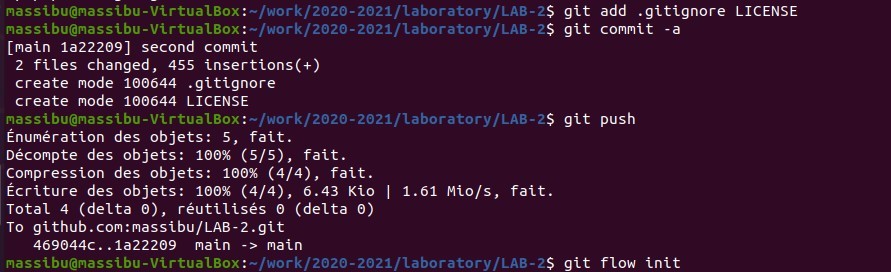 massibu@massibu-VirtualBox:~/work/2020-2021/laboratory/LAB-2$ git add .gitignore LICENSE
massibu@massibu-VirtualBox:~/work/2020-2021/laboratory/LAB-2$ git commit -a
[main 1a22209] second commit
 2 files changed, 455 insertions(+)
 create mode 100644 .gitignore
 create mode 100644 LICENSE
massibu@massibu-VirtualBox:~/work/2020-2021/laboratory/LAB-2$ git push
Énumération des objets: 5, fait.
Décompte des objets: 100% (5/5), fait.
Compression des objets: 100% (4/4), fait.
Écriture des objets: 100% (4/4), 6.43 Kio | 1.61 Mio/s, fait.
Total 4 (delta 0), réutilisés 0 (delta 0)
To github.com:massibu/LAB-2.git
   469044c..1a22209  main -> main
massibu@massibu-VirtualBox:~/work/2020-2021/laboratory/LAB-2$ git flow init